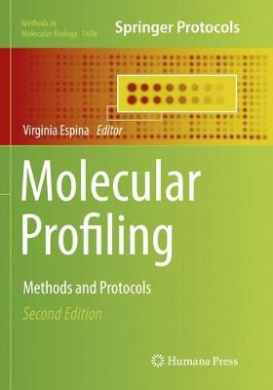 Methods in
Molecular Biology 1606
Springer Protocols
Virginia Espina Editor
Molecular
Profiling
Methods and Protocols
Second Edition
Humana Press